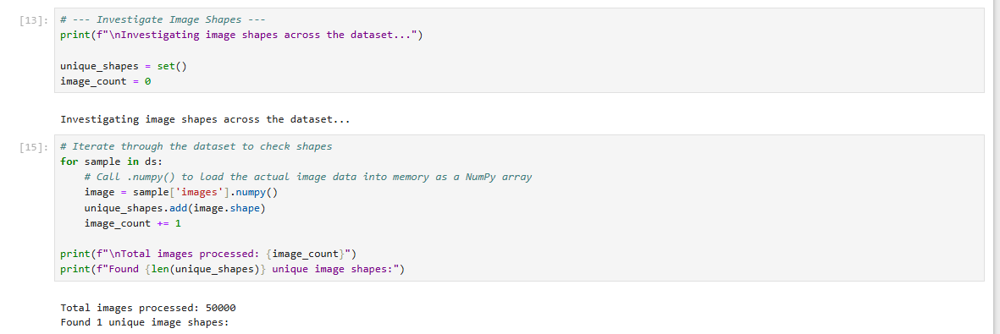 [13]: # --- Investigate Image Shapes ---
print(f"\nInvestigating image shapes across the dataset...")
unique_shapes = set()
image_count = 0
Investigating image shapes across the dataset...
[15]: # Iterate through the dataset to check shapes
for sample in ds:
    # Call .numpy() to load the actual image data into memory as a NumPy array
    image = sample['images'].numpy()
    unique_shapes.add(image.shape)
    image_count += 1
print(f"\nTotal images processed: {image_count}")
print(f"Found {len(unique_shapes)} unique image shapes:")
Total images processed: 50000
Found 1 unique image shapes: